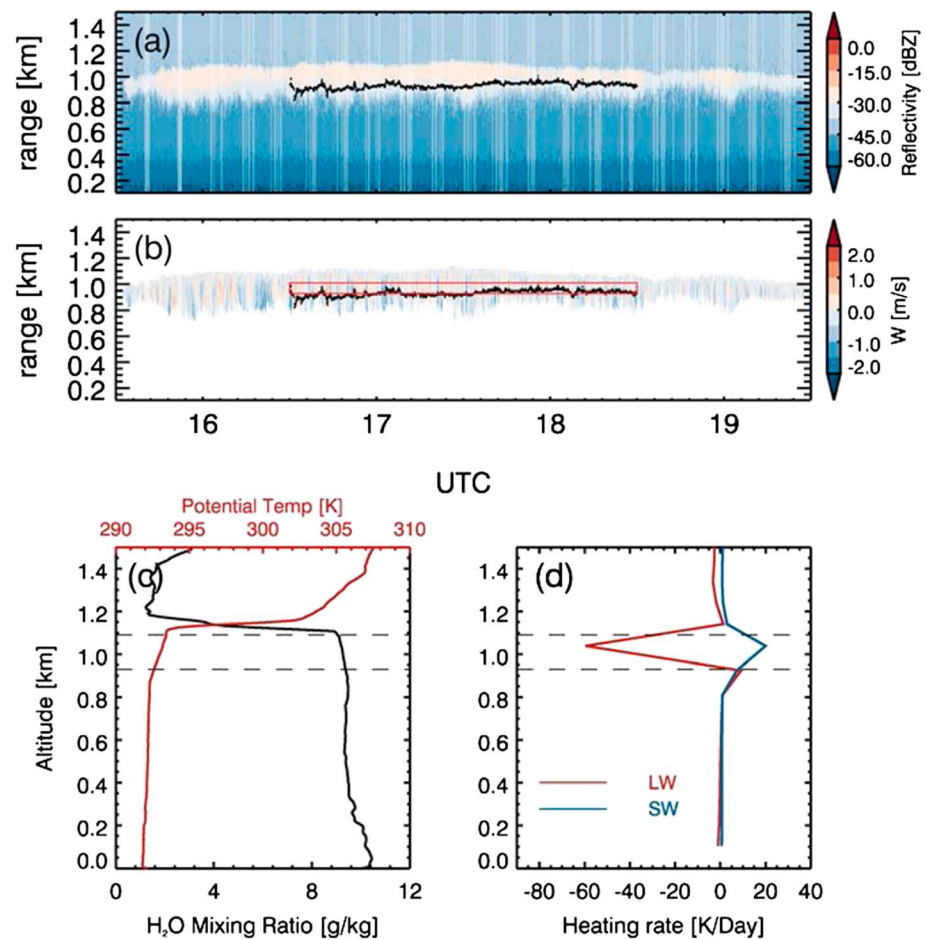 (a)
range [km]
1.4
1.2
1.0
0.8
0.6
0.4
0.2
0.0
-15.0
-30.0
-45.0
-60.0
Reflectivity [dBZ]
(b)
range [km]
1.4
1.2
1.0
0.8
0.6
0.4
0.2
2.0
1.0
0.0
-1.0
-2.0
W [m/s]
16 17 18 19
UTC
Potential Temp [K]
290 295 300 305 310
(c)
Altitude [km]
1.4
1.2
1.0
0.8
0.6
0.4
0.2
0.0
0 4 8 12
H₂O Mixing Ratio [g/kg]
(d)
1.4
1.2
1.0
0.8
0.6
0.4
0.2
0.0
LW
SW
-80 -60 -40 -20 0 20 40
Heating rate [K/Day]